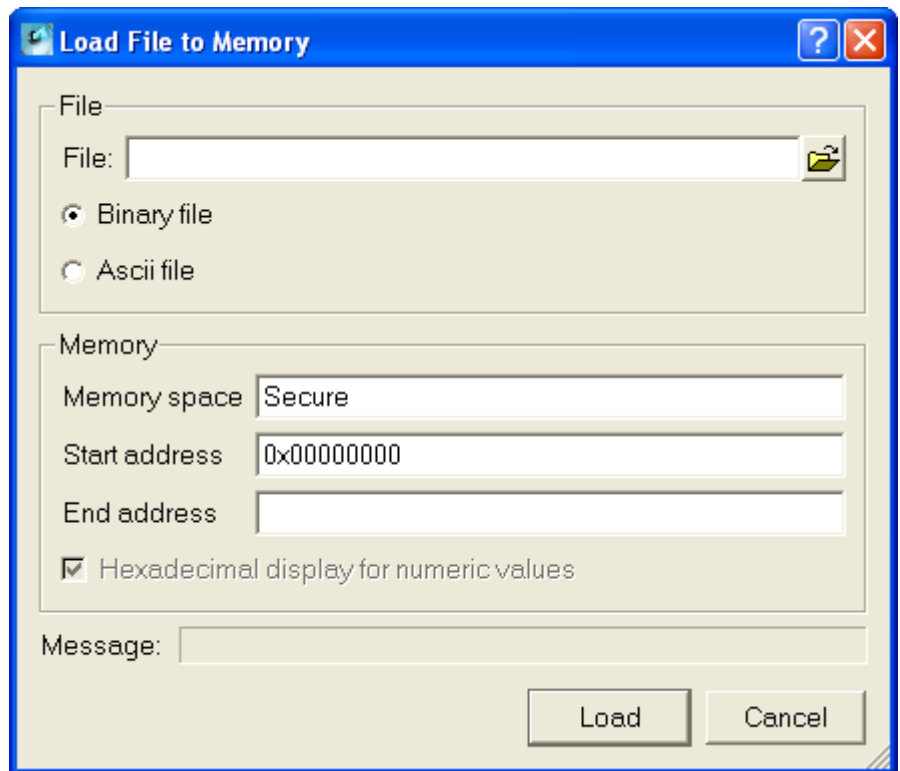 Load File to Memory
File
File:
Binary file
Ascii file
Memory
Memory space Secure
Start address 0x00000000
End address
Hexadecimal display for numeric values
Message:
Load Cancel